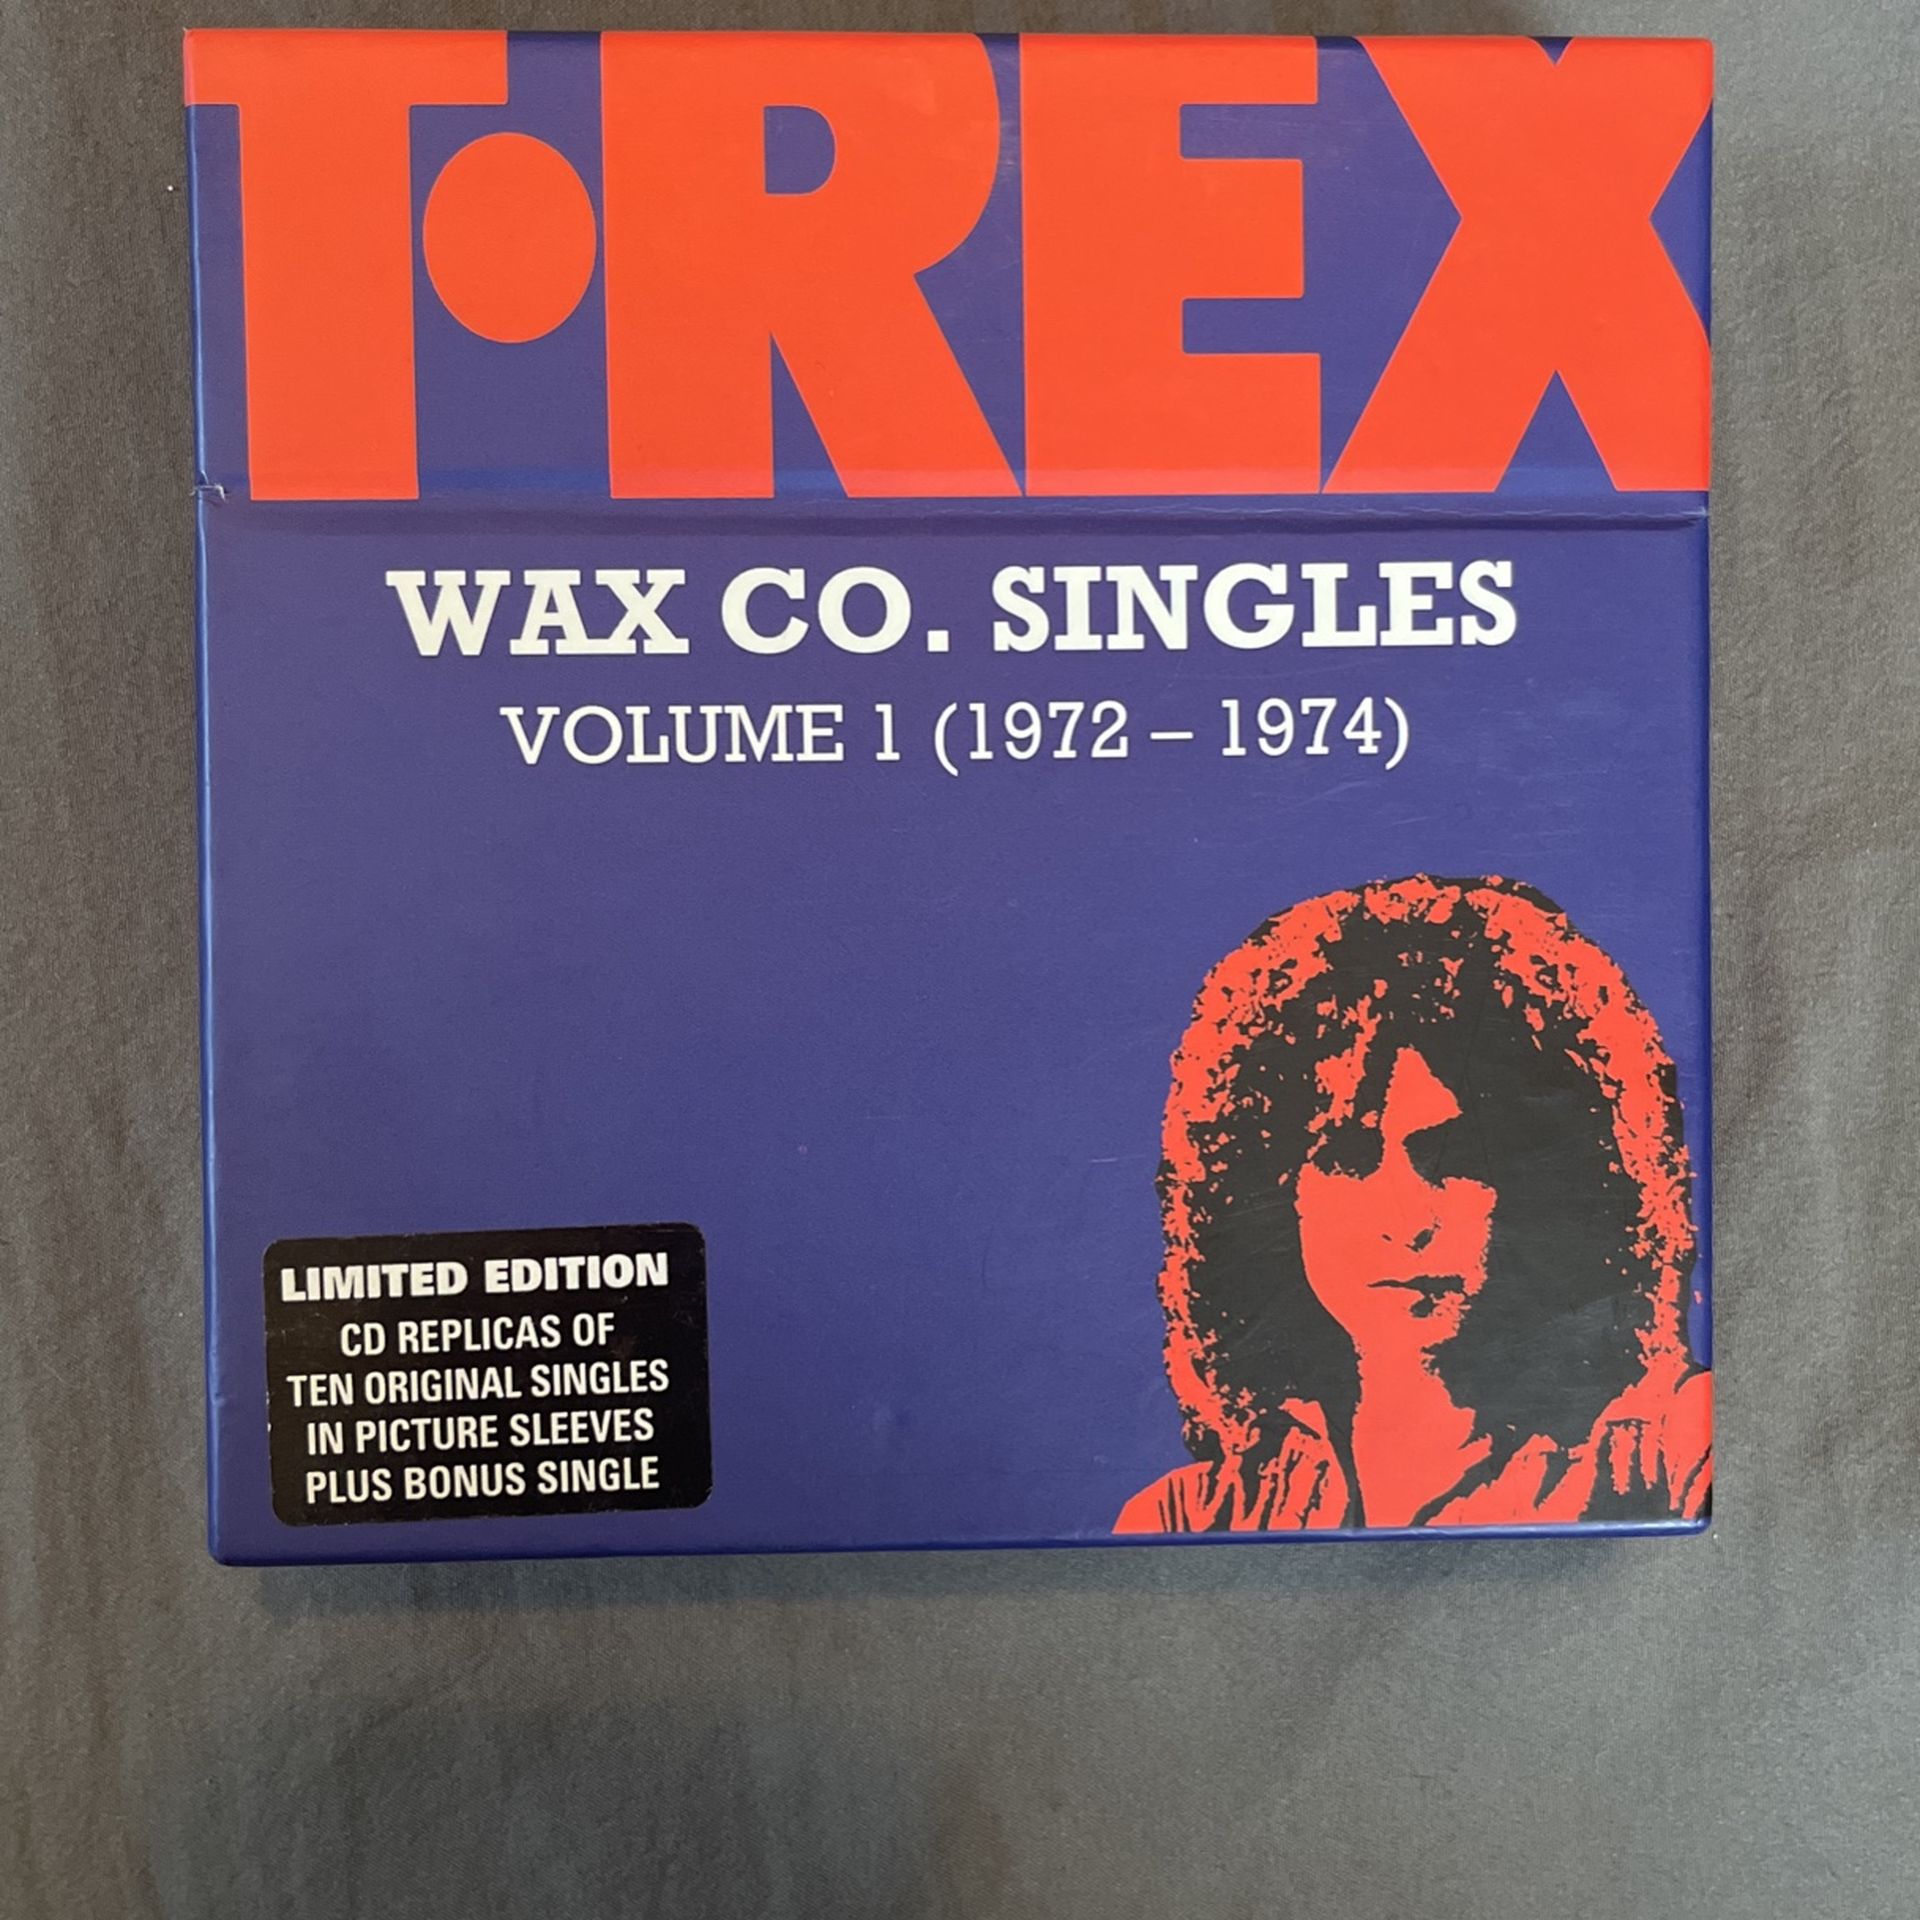 T•REX
WAX CO. SINGLES
VOLUME 1 (1972 – 1974)
LIMITED EDITION
CD REPLICAS OF
TEN ORIGINAL SINGLES
IN PICTURE SLEEVES
PLUS BONUS SINGLE